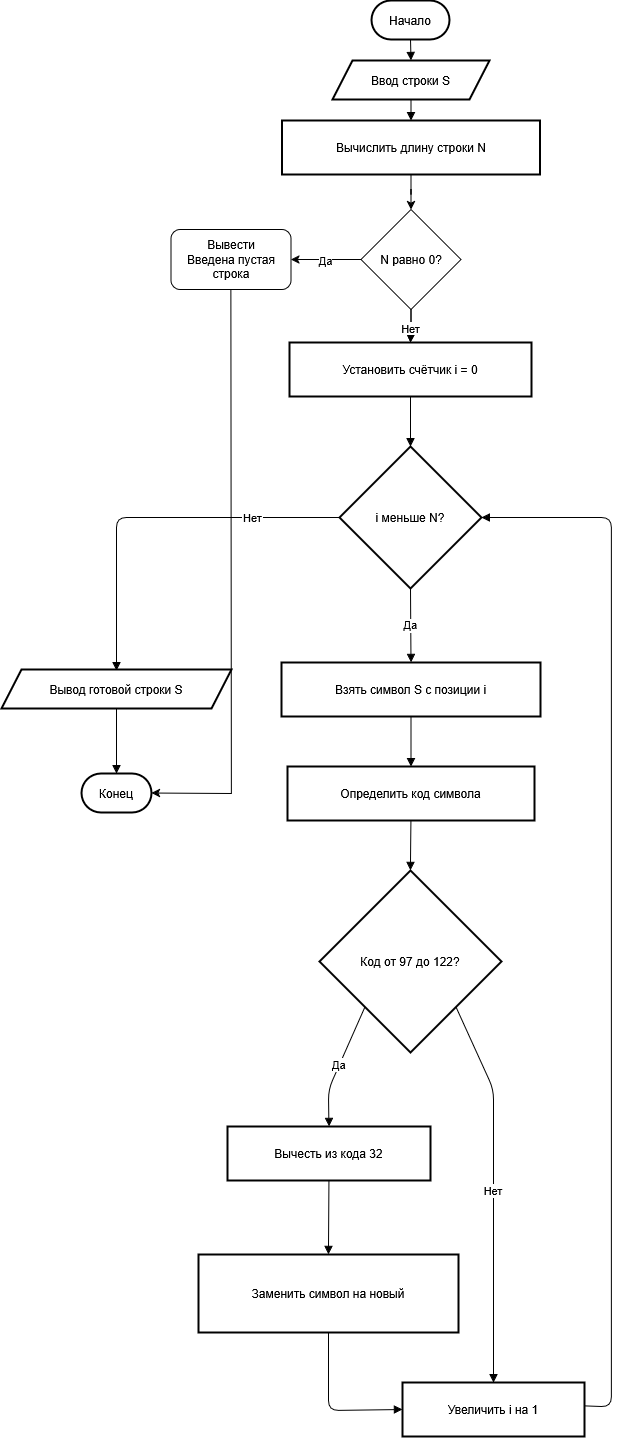 Начало
Ввод строки S
Вычислить длину строки N
N равно 0?
Да
Вывести
Введена пустая
строка
Нет
Установить счётчик i = 0
i меньше N?
Нет
Да
Вывод готовой строки S
Взять символ S с позиции i
Конец
Определить код символа
Код от 97 до 122?
Да
Вычесть из кода 32
Нет
Заменить символ на новый
Увеличить i на 1